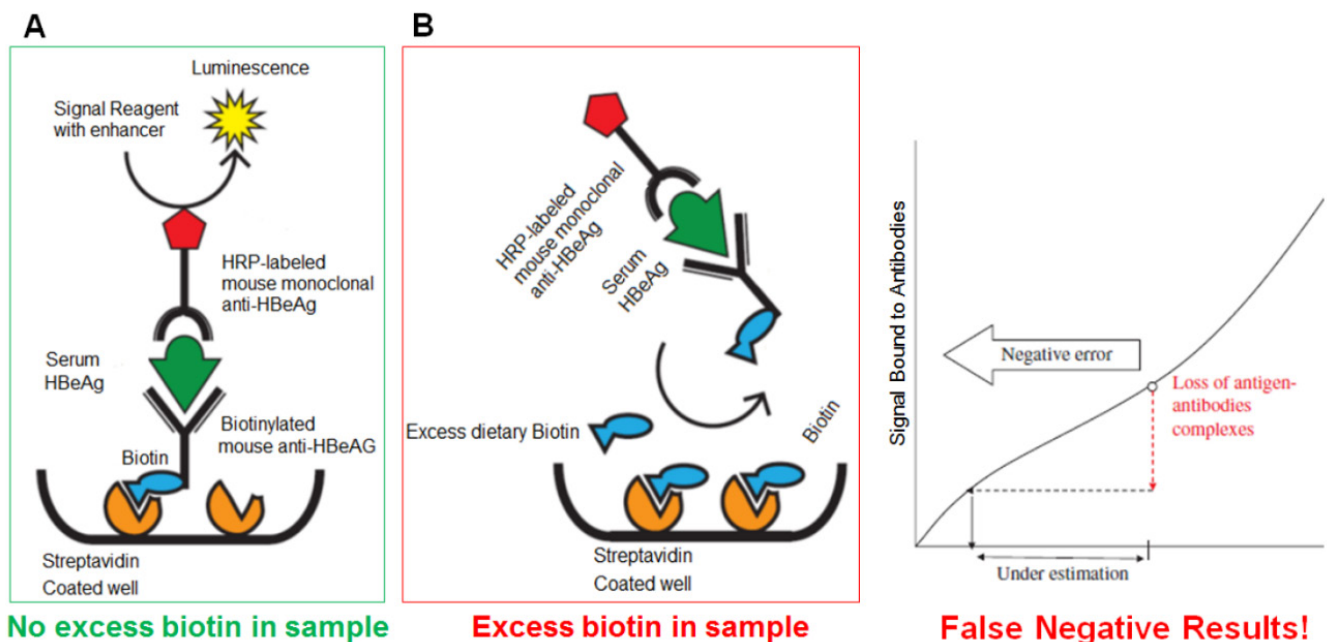 A
Luminescence
Signal Reagent
with enhancer
HRP-labeled
mouse monoclonal
anti-HBeAg
Serum
HBeAg
Biotinylated
mouse anti-HBeAG
Biotin
Streptavidin
Coated well
No excess biotin in sample
B
HRP-labeled
mouse monoclonal
anti-HBeAg
Serum
HBeAg
Excess dietary Biotin
Biotin
Streptavidin
Coated well
Excess biotin in sample
Signal Bound to Antibodies
Negative error
Loss of antigen-
antibodies
complexes
Under estimation
False Negative Results!